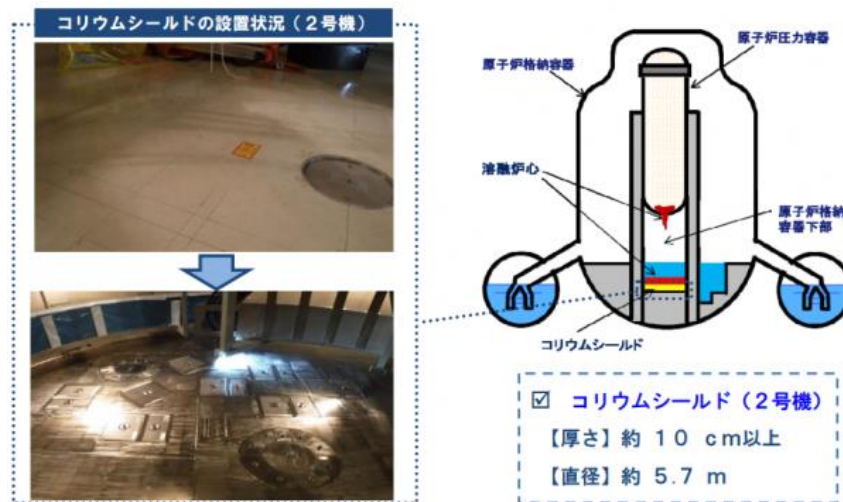 コリウムシールドの設置状況（２号機）
原子炉格納容器
原子炉圧力容器
溶融炉心
原子炉格納
容器下部
コリウムシールド
☑ コリウムシールド（２号機）
【厚さ】約 １０ ｃｍ以上
【直径】約 ５.７ ｍ